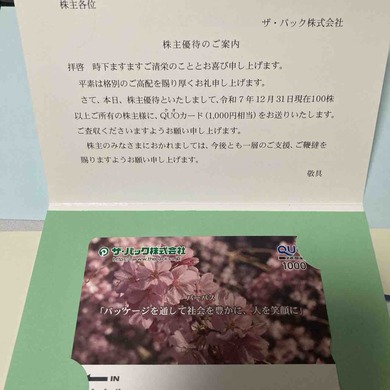 株主各位
ザ・パック株式会社
株主優待のご案内
拝啓 時下ますますご清栄のこととお喜び申し上げます。
平素は格別のご高配を賜り厚くお礼申し上げます。
さて、本日、株主優待といたしまして、令和7年12月31日現在100株
以上ご所有の株主様に、QUOカード(1,000円相当)をお送りいたします。
ご査収くださいますようお願い申し上げます。
株主のみなさまにおかれましては、今後とも一層のご支援、ご鞭撻を
賜りますようお願い申し上げます。
敬具
ザ・パック株式会社
QU
1000
パーパス
「パッケージを通して社会を豊かに、人を笑顔に」
IN